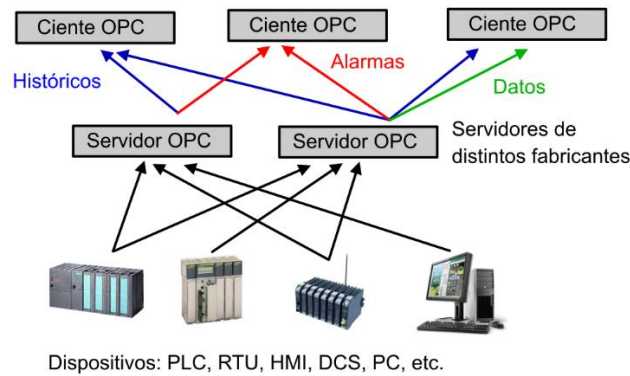 Ciente OPC
Ciente OPC
Ciente OPC
Históricos
Alarmas
Datos
Servidor OPC
Servidor OPC
Servidores de
distintos fabricantes
Dispositivos: PLC, RTU, HMI, DCS, PC, etc.